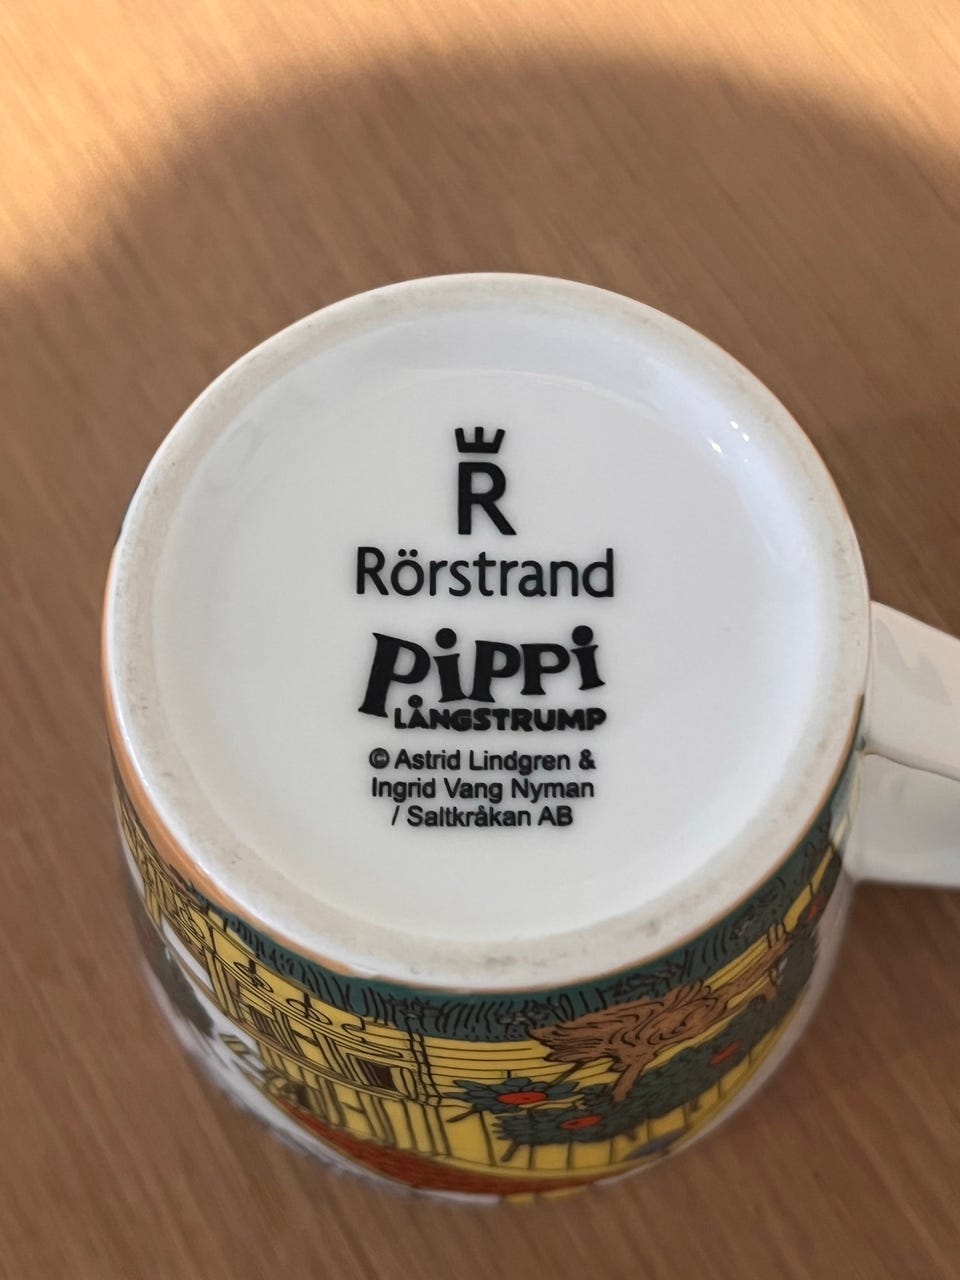 R
Rörstrand
PiPPi
LÅNGSTRUMP
© Astrid Lindgren &
Ingrid Vang Nyman
/ Saltkråkan AB